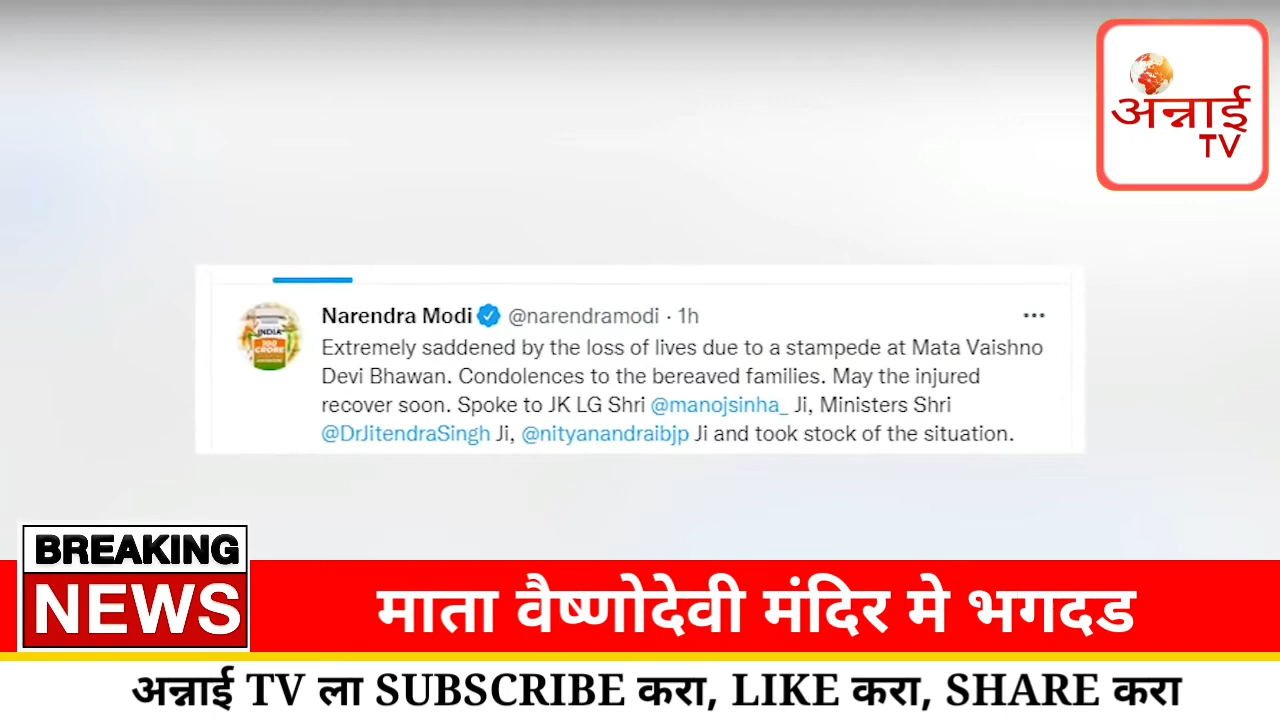 अन्नाई
TV
INDIA
100
CRORE
Narendra Modi @narendramodi · 1h
Extremely saddened by the loss of lives due to a stampede at Mata Vaishno
Devi Bhawan. Condolences to the bereaved families. May the injured
recover soon. Spoke to JK LG Shri @manojsinha_ Ji, Ministers Shri
@DrJitendraSingh Ji, @nityanandraibjp Ji and took stock of the situation.
BREAKING
NEWS
माता वैष्णोदेवी मंदिर मे भगदड
अन्नाई TV ला SUBSCRIBE करा, LIKE करा, SHARE करा